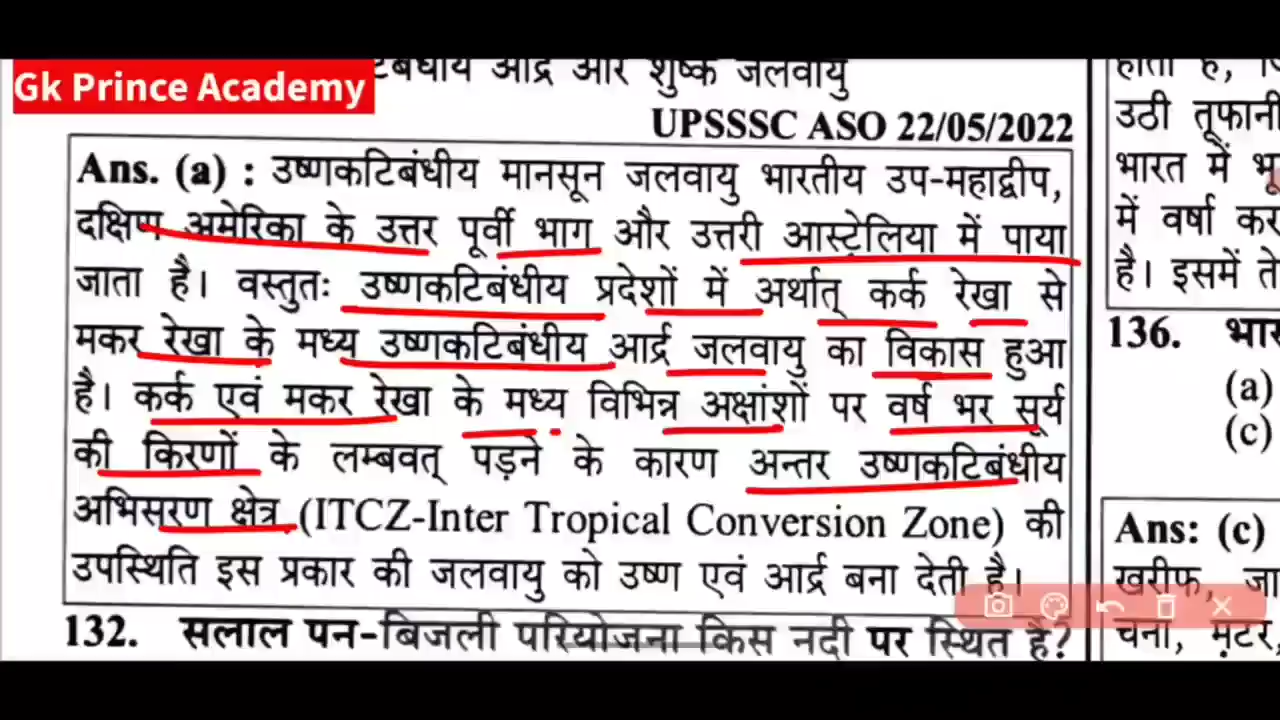 Gk Prince Academy
कटिबंधीय आर्द्र और शुष्क जलवायु
UPSSSC ASO 22/05/2022
Ans. (a) : उष्णकटिबंधीय मानसून जलवायु भारतीय उप-महाद्वीप,
दक्षिण अमेरिका के उत्तर पूर्वी भाग और उत्तरी आस्ट्रेलिया में पाया
जाता है। वस्तुतः उष्णकटिबंधीय प्रदेशों में अर्थात् कर्क रेखा से
मकर रेखा के मध्य उष्णकटिबंधीय आर्द्र जलवायु का विकास हुआ
है। कर्क एवं मकर रेखा के मध्य विभिन्न अक्षांशों पर वर्ष भर सूर्य
की किरणों के लम्बवत् पड़ने के कारण अन्तर उष्णकटिबंधीय
अभिसरण क्षेत्र (ITCZ-Inter Tropical Conversion Zone) की
उपस्थिति इस प्रकार की जलवायु को उष्ण एवं आर्द्र बना देती है।
132. सलाल पन-बिजली परियोजना किस नदी पर स्थित है?
होता है,
उठी तूफानी
भारत में
में वर्षा कर
है। इसमें ते
136. भार
(a)
(c)
Ans: (c)
खरीफ, जा
चना, मटर,